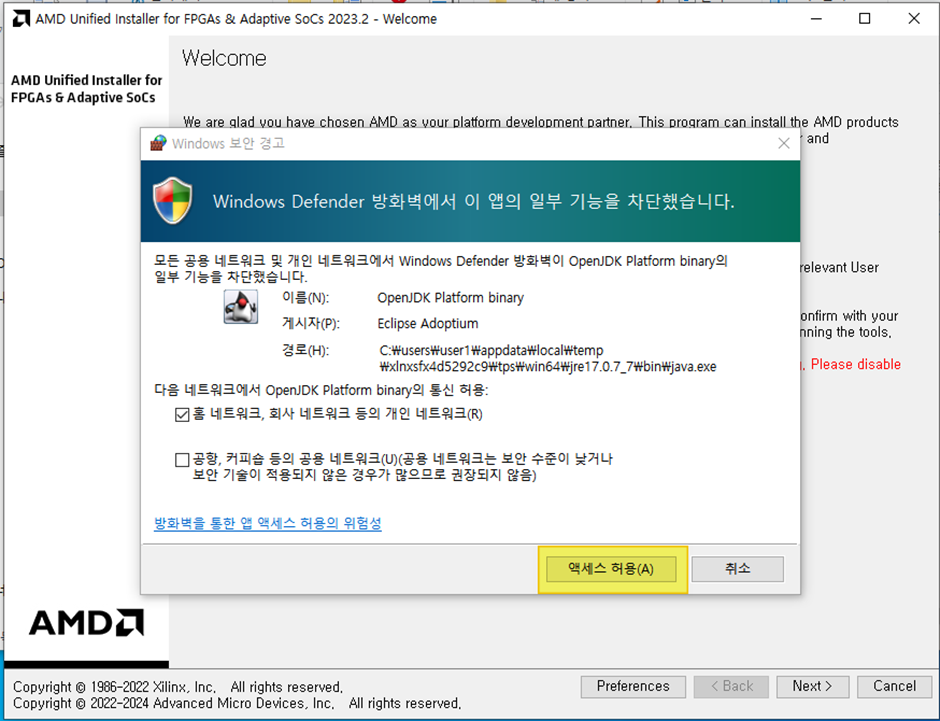 AMD Unified Installer for FPGAs & Adaptive SoCs 2023.2 - Welcome
AMD Unified Installer for
FPGAs & Adaptive SoCs
Welcome
We are glad you have chosen AMD as your platform development partner. This program can install the AMD products
and
Windows 보안 경고
Windows Defender 방화벽에서 이 앱의 일부 기능을 차단했습니다.
모든 공용 네트워크 및 개인 네트워크에서 Windows Defender 방화벽이 OpenJDK Platform binary의
일부 기능을 차단했습니다.
이름(N): OpenJDK Platform binary
게시자(P): Eclipse Adoptium
경로(H): C:₩users₩user1₩appdata₩local₩temp
₩xlnxsfx4d5292c9₩tps₩win64₩jre17.0.7_7₩bin₩java.exe
다음 네트워크에서 OpenJDK Platform binary의 통신 허용:
홈 네트워크, 회사 네트워크 등의 개인 네트워크(R)
공항, 커피숍 등의 공용 네트워크(U)(공용 네트워크는 보안 수준이 낮거나
보안 기술이 적용되지 않은 경우가 많으므로 권장되지 않음)
방화벽을 통한 앱 액세스 허용의 위험성
액세스 허용(A) 취소
relevant User
onfirm with your
nning the tools.
Please disable
AMD
Copyright © 1986-2022 Xilinx, Inc. All rights reserved.
Copyright © 2022-2024 Advanced Micro Devices, Inc. All rights reserved.
Preferences < Back Next > Cancel